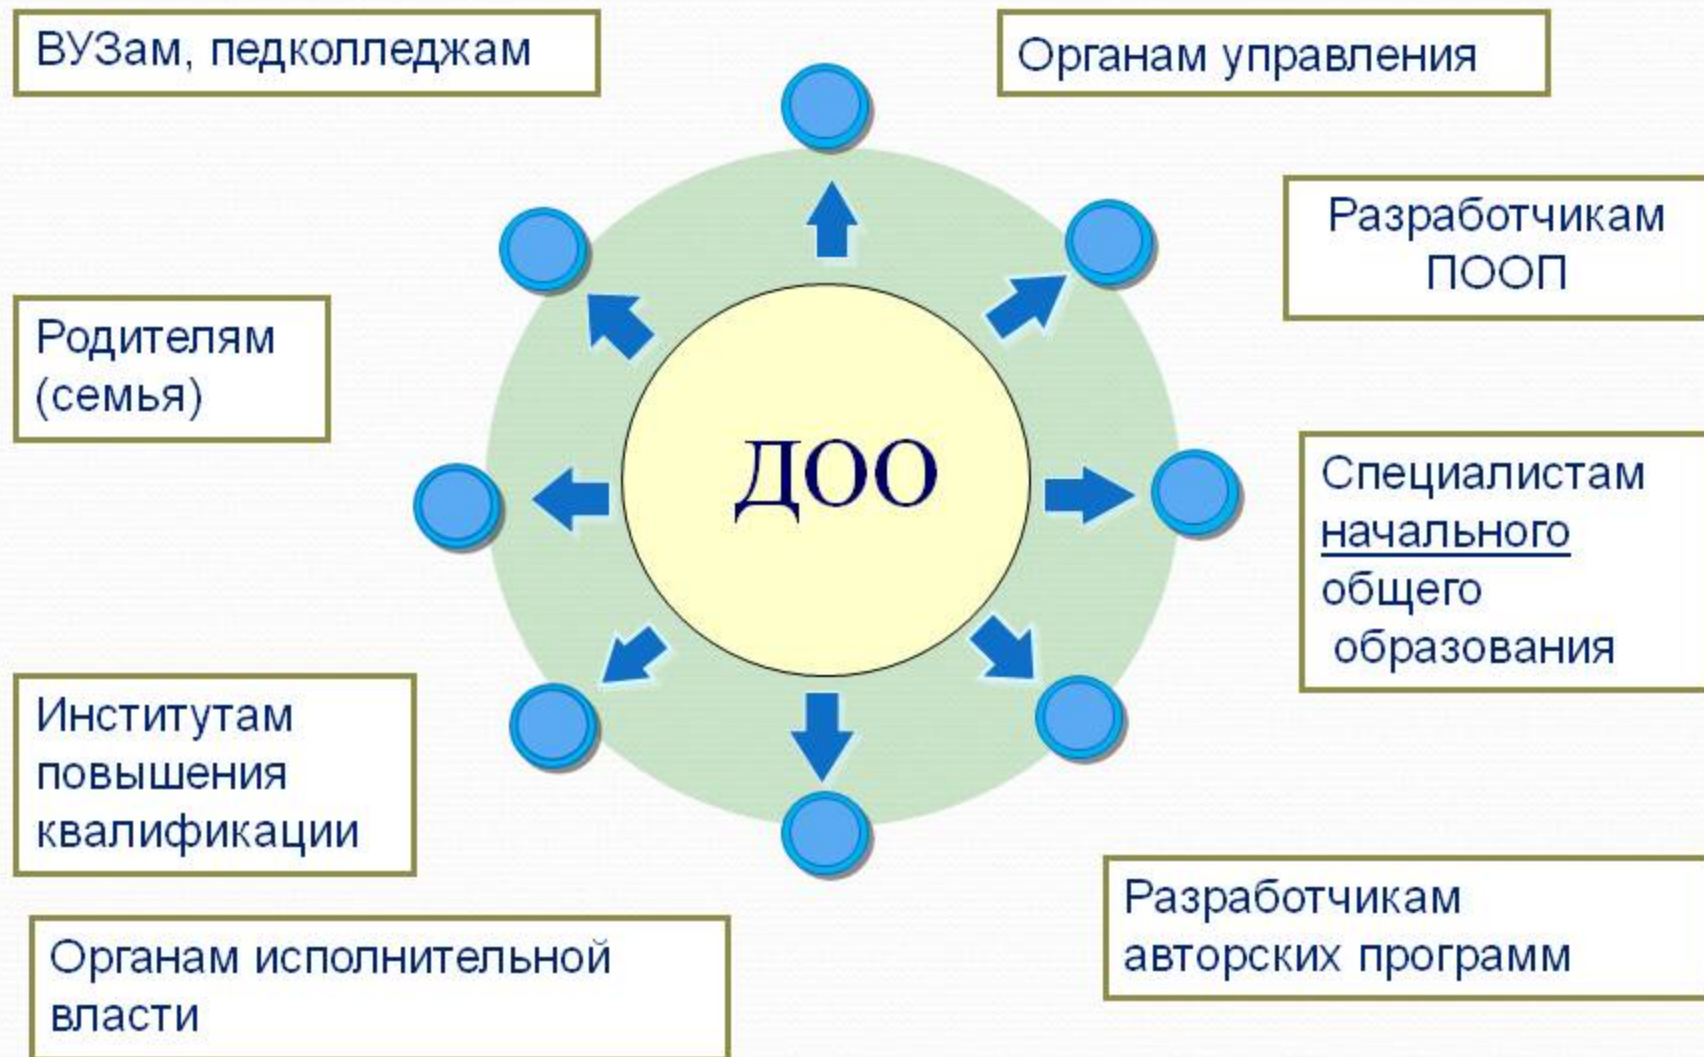 ВУЗам, педколледжам
Органам управления
Разработчикам
ПООП
Родителям
(семья)
ДОО
Специалистам
начального
общего
образования
Институтам
повышения
квалификации
Разработчикам
авторских программ
Органам исполнительной
власти